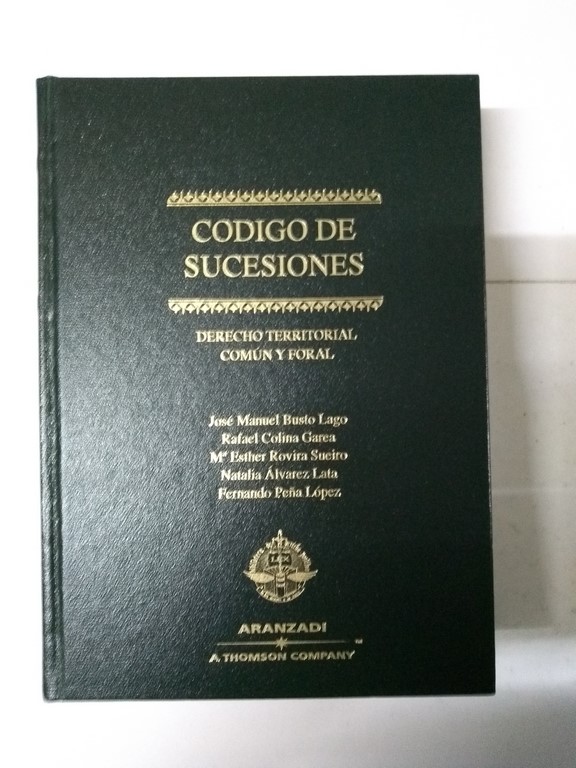 CODIGO DE
SUCESIONES
DERECHO TERRITORIAL
COMÚN Y FORAL
José Manuel Busto Lago
Rafael Colina Garea
Mª Esther Rovira Sueiro
Natalia Álvarez Lata
Fernando Peña López
LEX
ARANZADI
A THOMSON COMPANY